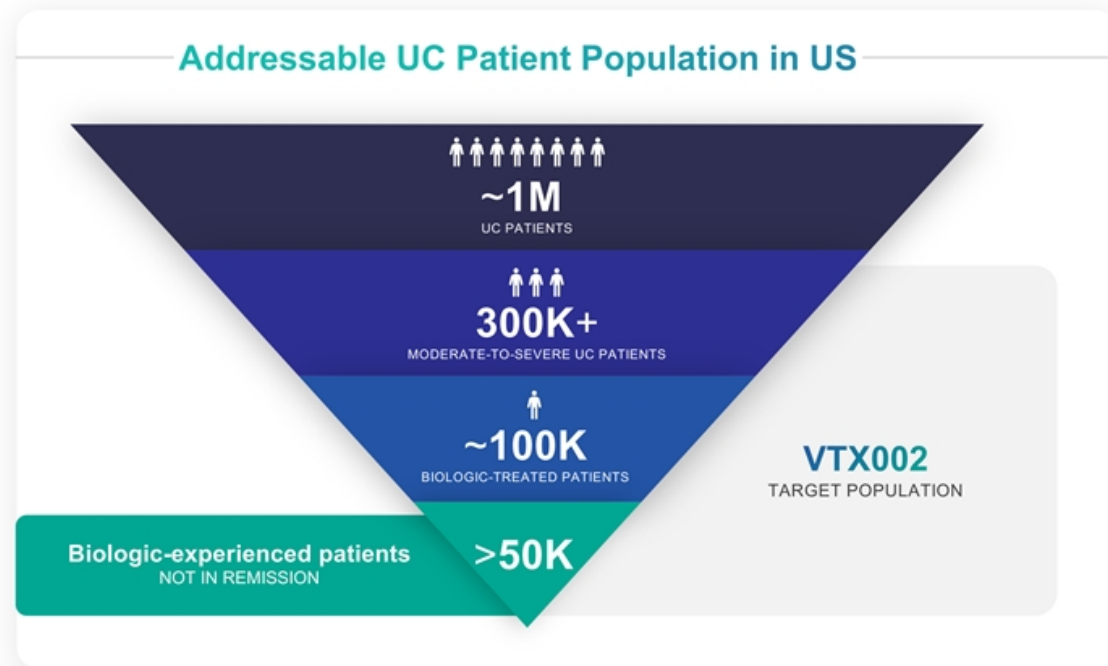 Addressable UC Patient Population in US
~1M
UC PATIENTS
300K+
MODERATE-TO-SEVERE UC PATIENTS
~100K
BIOLOGIC-TREATED PATIENTS
VTX002
TARGET POPULATION
Biologic-experienced patients
NOT IN REMISSION
>50K